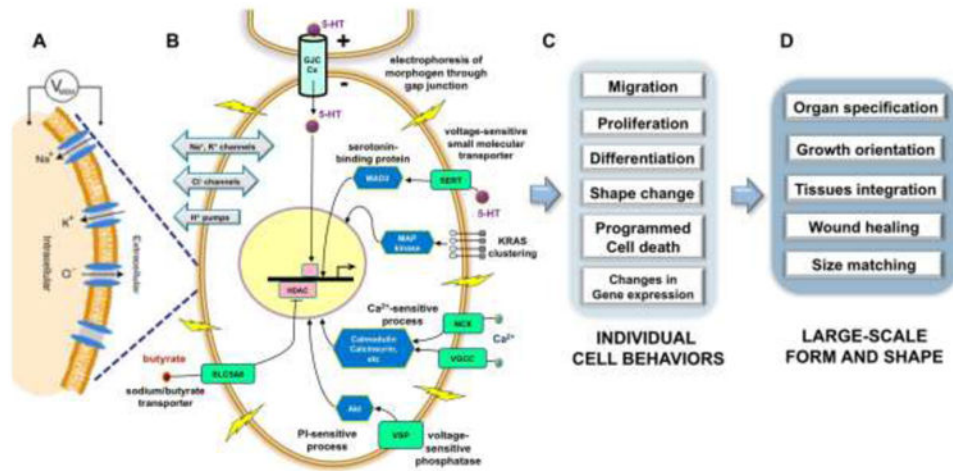 A
V
Na⁺
K⁺
Cl⁻
Intracellular
Extracellular
B
5-HT
GJC
Cx
+
-
electrophoresis of
morphogen through
gap junction
5-HT
Na⁺, K⁺ channels
Cl⁻ channels
H⁺ pumps
serotonin-
binding protein
voltage-sensitive
small molecular
transporter
MAD3
SERT
5-HT
MAP
kinase
KRAS
clustering
HDAC
Ca²⁺-sensitive
process
NCX
Ca²⁺
Calmodulin
Calcineurin,
etc
VGCC
butyrate
SLC5A8
sodium/butyrate
transporter
Akt
PI-sensitive
process
VSP
voltage-
sensitive
phosphatase
C
Migration
Proliferation
Differentiation
Shape change
Programmed
Cell death
Changes in
Gene expression
INDIVIDUAL
CELL BEHAVIORS
D
Organ specification
Growth orientation
Tissues integration
Wound healing
Size matching
LARGE-SCALE
FORM AND SHAPE